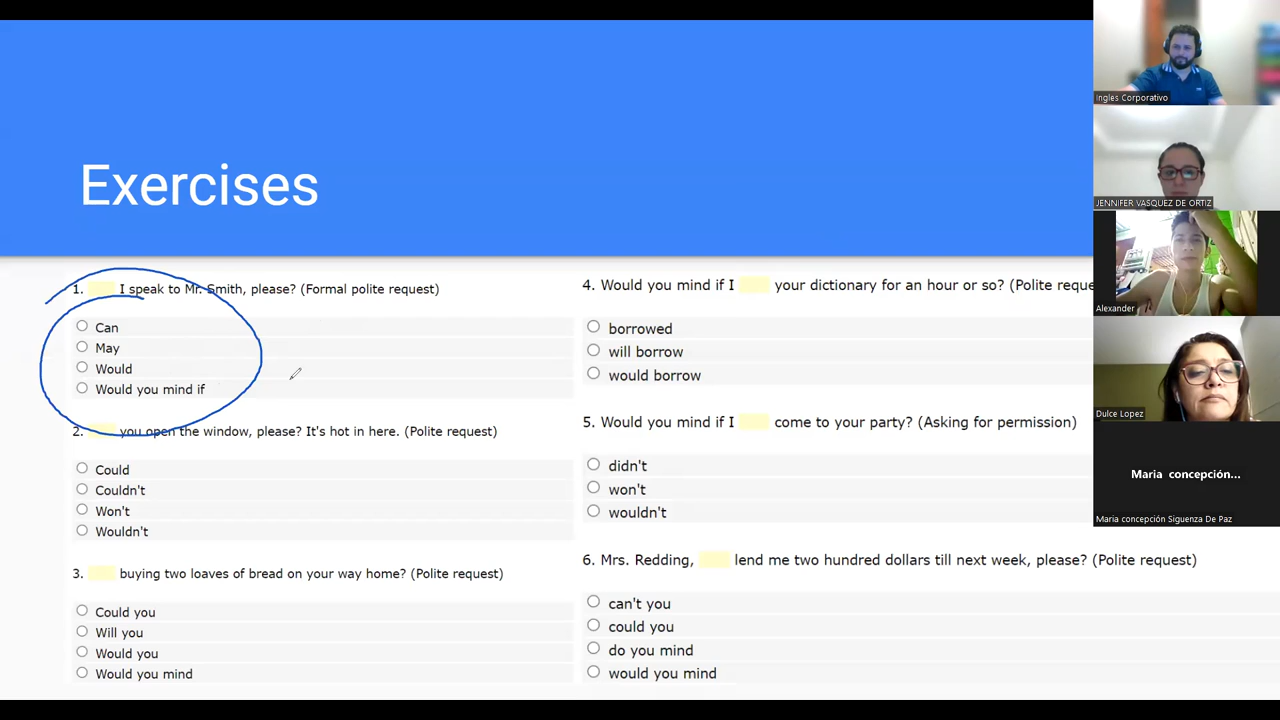 Exercises
1. I speak to Mr. Smith, please? (Formal polite request)
Can
May
Would
Would you mind if
2. you open the window, please? It's hot in here. (Polite request)
Could
Couldn't
Won't
Wouldn't
3. buying two loaves of bread on your way home? (Polite request)
Could you
Will you
Would you
Would you mind
4. Would you mind if I your dictionary for an hour or so? (Polite reque
borrowed
will borrow
would borrow
5. Would you mind if I come to your party? (Asking for permission)
didn't
won't
wouldn't
6. Mrs. Redding, lend me two hundred dollars till next week, please? (Polite request)
can't you
could you
do you mind
would you mind
Ingles Corporativo
JENNIFER VASQUEZ DE ORTIZ
Alexander
Dulce Lopez
Maria concepción...
Maria concepción Siguenza De Paz